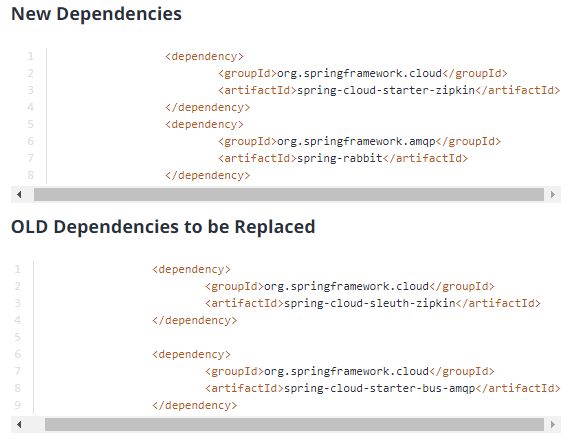 New Dependencies
1 <dependency>
2 <groupId>org.springframework.cloud</groupId>
3 <artifactId>spring-cloud-starter-zipkin</artifactId>
4 </dependency>
5 <dependency>
6 <groupId>org.springframework.amqp</groupId>
7 <artifactId>spring-rabbit</artifactId>
8 </dependency>
OLD Dependencies to be Replaced
1 <dependency>
2 <groupId>org.springframework.cloud</groupId>
3 <artifactId>spring-cloud-sleuth-zipkin</artifactId>
4 </dependency>
5
6 <dependency>
7 <groupId>org.springframework.cloud</groupId>
8 <artifactId>spring-cloud-starter-bus-amqp</artifactId>
9 </dependency>